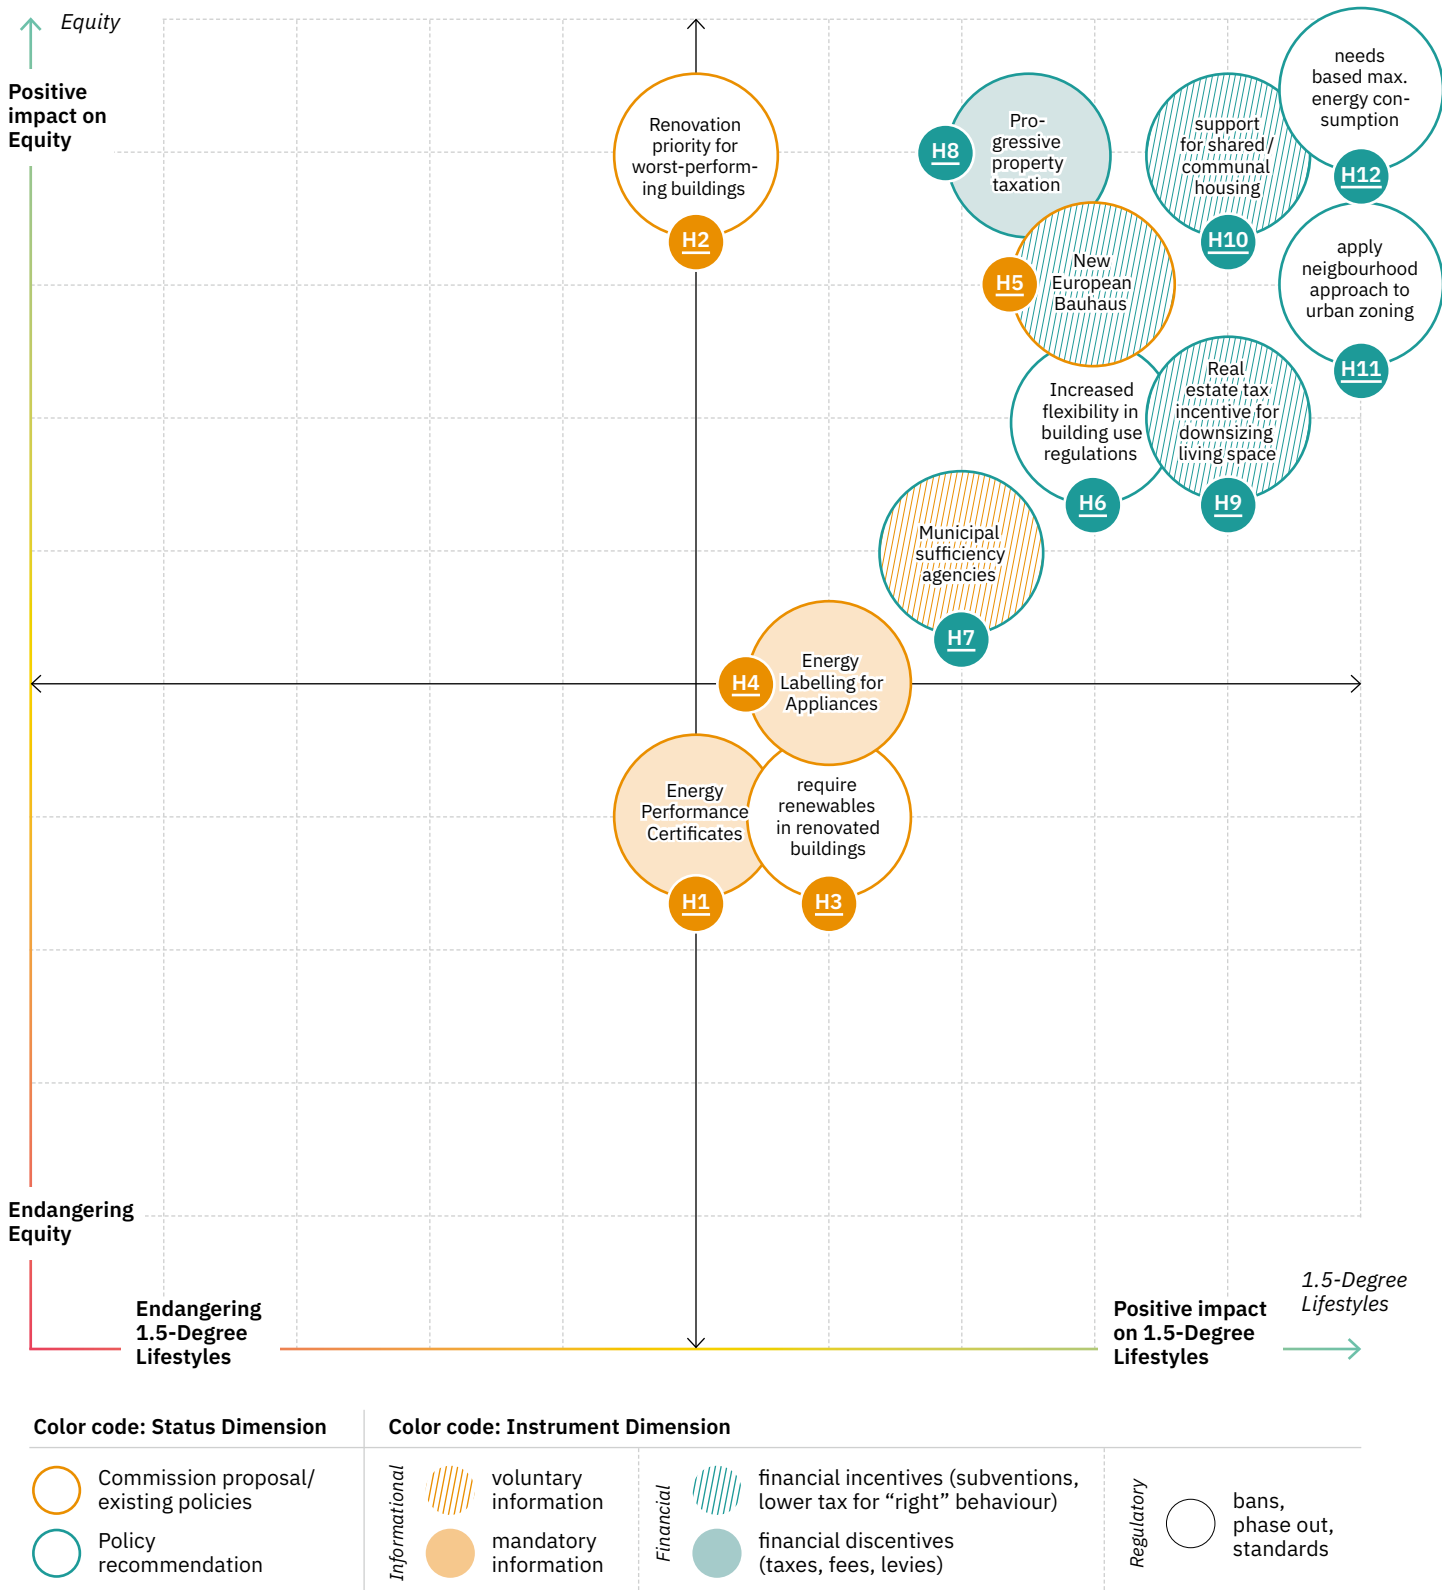 Equity
Positive
impact on
Equity
Renovation
priority for
worst-perform-
ing buildings
H2
Pro-
gressive
property
taxation
H8
support
for shared/
communal
housing
H10
needs
based max.
energy con-
sumption
H12
New
European
Bauhaus
H5
apply
neigbourhood
approach to
urban zoning
H11
Increased
flexibility in
building use
regulations
H6
Real
estate tax
incentive for
downsizing
living space
H9
Municipal
sufficiency
agencies
H7
Energy
Labelling for
Appliances
H4
Energy
Performance
Certificates
H1
require
renewables
in renovated
buildings
H3
Endangering
Equity
Endangering
1.5-Degree
Lifestyles
Positive impact
on 1.5-Degree
Lifestyles
1.5-Degree
Lifestyles
Color code: Status Dimension
Commission proposal/
existing policies
Policy
recommendation
Color code: Instrument Dimension
Informational
voluntary
information
mandatory
information
Financial
financial incentives (subventions,
lower tax for “right” behaviour)
financial discentives
(taxes, fees, levies)
Regulatory
bans,
phase out,
standards